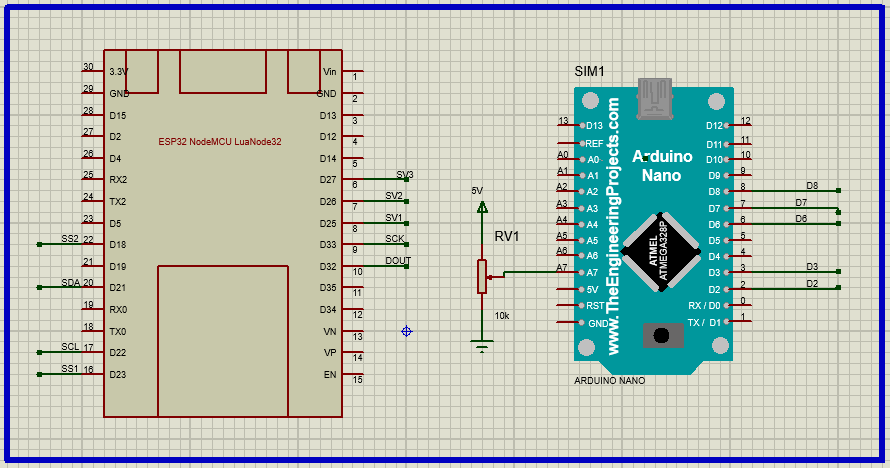 30 3.3V Vin 1
29 GND GND 2
28 D15 D13 3
27 D2 ESP32 NodeMCU LuaNode32 D12 4
26 D4 D14 5
25 RX2 D27 6 SV3
24 TX2 D26 7 SV2
23 D5 D25 8 SV1
SS2 22 D18 D33 9 SCK
21 D19 D32 10 DOUT
SDA 20 D21 D35 11
19 RX0 D34 12
18 TX0 VN 13
SCL 17 D22 VP 14
SS1 16 D23 EN 15
5V
RV1
10k
SIM1
13 D13 D12 12
REF D11 11
A0 A0 D10 10
A1 A1 D9 9
A2 A2 D8 8 D8
A3 A3 D7 7 D7
A4 A4 D6 6 D6
A5 A5 D5 5
A6 A6 D4 4
A7 A7 D3 3 D3
5V D2 2 D2
RST RX / D0 0
GND TX / D1 1
www.TheEngineeringProjects.com
Arduino
Nano
ATMEL
ATMEGA328P
ARDUINO NANO